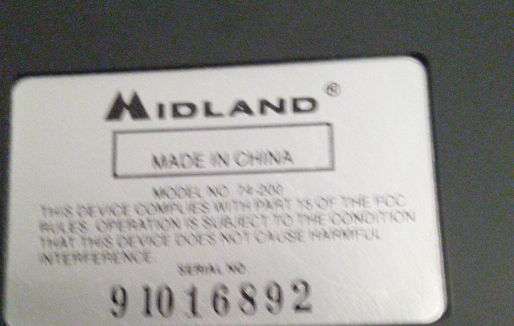 MIDLAND®
MADE IN CHINA
MODEL NO. 74-200
THIS DEVICE COMPLIES WITH PART 15 OF THE FCC
RULES. OPERATION IS SUBJECT TO THE CONDITION
THAT THIS DEVICE DOES NOT CAUSE HARMFUL
INTERFERENCE.
SERIAL NO
91016892